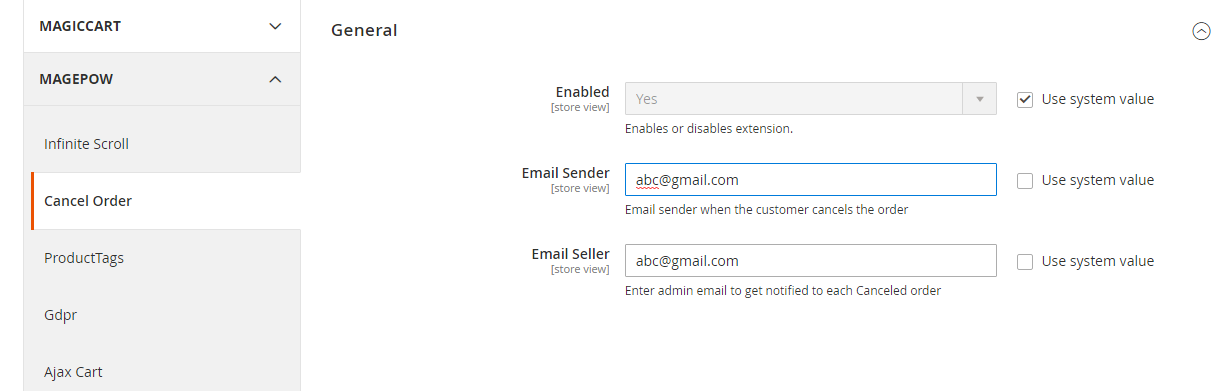 MAGICCART
MAGEPOW
Infinite Scroll
Cancel Order
ProductTags
Gdpr
Ajax Cart
General
Enabled
[store view]
Yes
Use system value
Enables or disables extension.
Email Sender
[store view]
abc@gmail.com
Use system value
Email sender when the customer cancels the order
Email Seller
[store view]
abc@gmail.com
Use system value
Enter admin email to get notified to each Canceled order